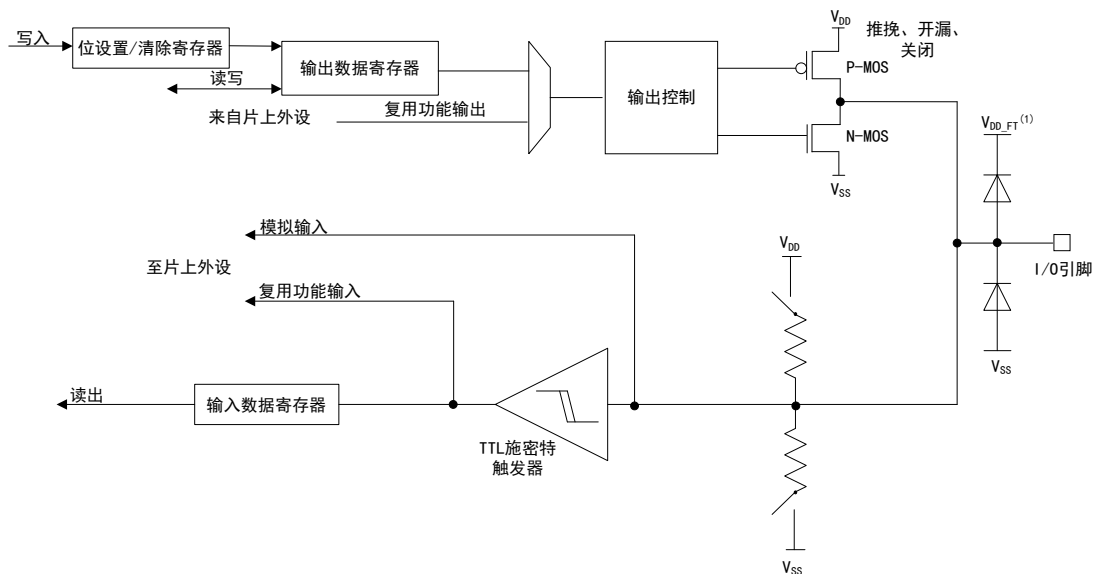 写入
位设置/清除寄存器
读写
输出数据寄存器
来自片上外设
复用功能输出
输出控制
VDD
推挽、开漏、
关闭
P-MOS
N-MOS
VSS
VDD_FT(1)
I/O引脚
VSS
模拟输入
至片上外设
复用功能输入
VDD
读出
输入数据寄存器
TTL施密特
触发器
VSS